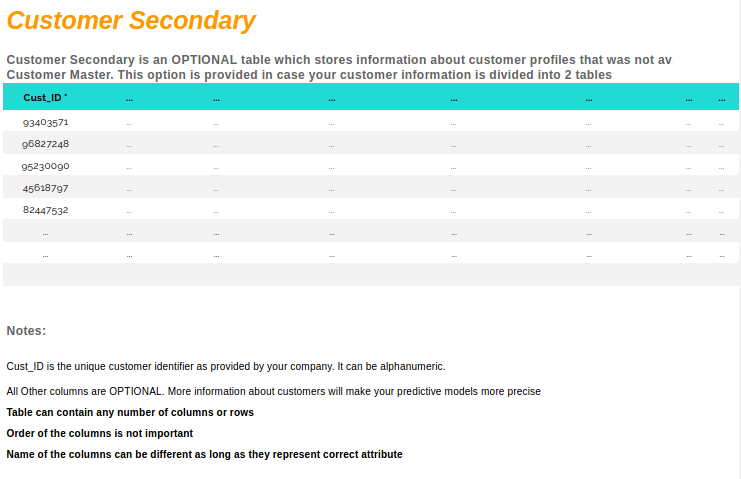 Customer Secondary
Customer Secondary is an OPTIONAL table which stores information about customer profiles that was not av
Customer Master. This option is provided in case your customer information is divided into 2 tables
Cust_ID * ... ... ... ... ... ... ...
93403571 ... ... ... ... ... ... ...
96827248 ... ... ... ... ... ... ...
95230090 ... ... ... ... ... ... ...
45618797 ... ... ... ... ... ... ...
82447532 ... ... ... ... ... ... ...
... ... ... ... ... ... ... ...
... ... ... ... ... ... ... ...
Notes:
Cust_ID is the unique customer identifier as provided by your company. It can be alphanumeric.
All Other columns are OPTIONAL. More information about customers will make your predictive models more precise
Table can contain any number of columns or rows
Order of the columns is not important
Name of the columns can be different as long as they represent correct attribute